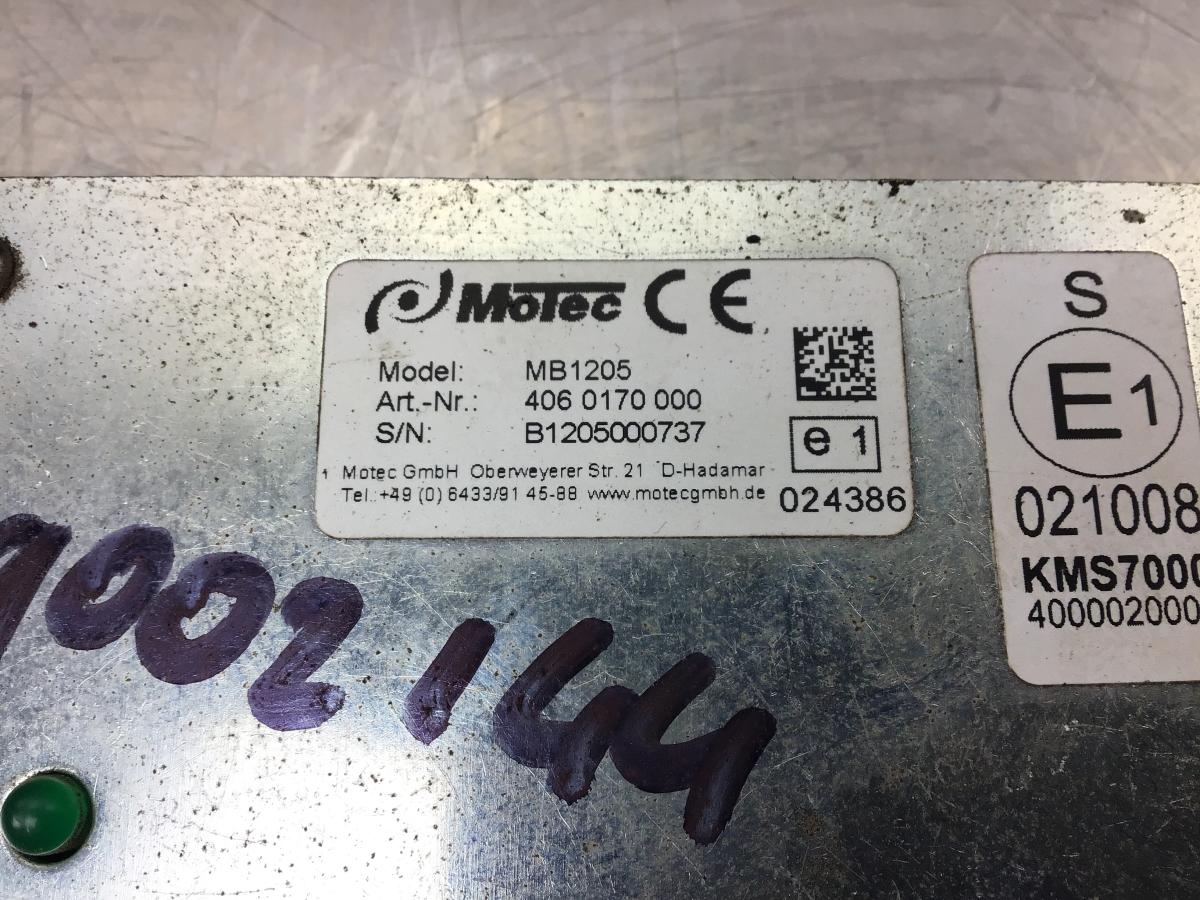 MoTec CE
Model: MB1205
Art.-Nr.: 406 0170 000
S/N: B1205000737
e 1
Motec GmbH Oberweyerer Str. 21 D-Hadamar
Tel.:+49 (0) 6433/91 45-88 www.motecgmbh.de
024386
S
E1
021008
KMS7000
400002000
1002144